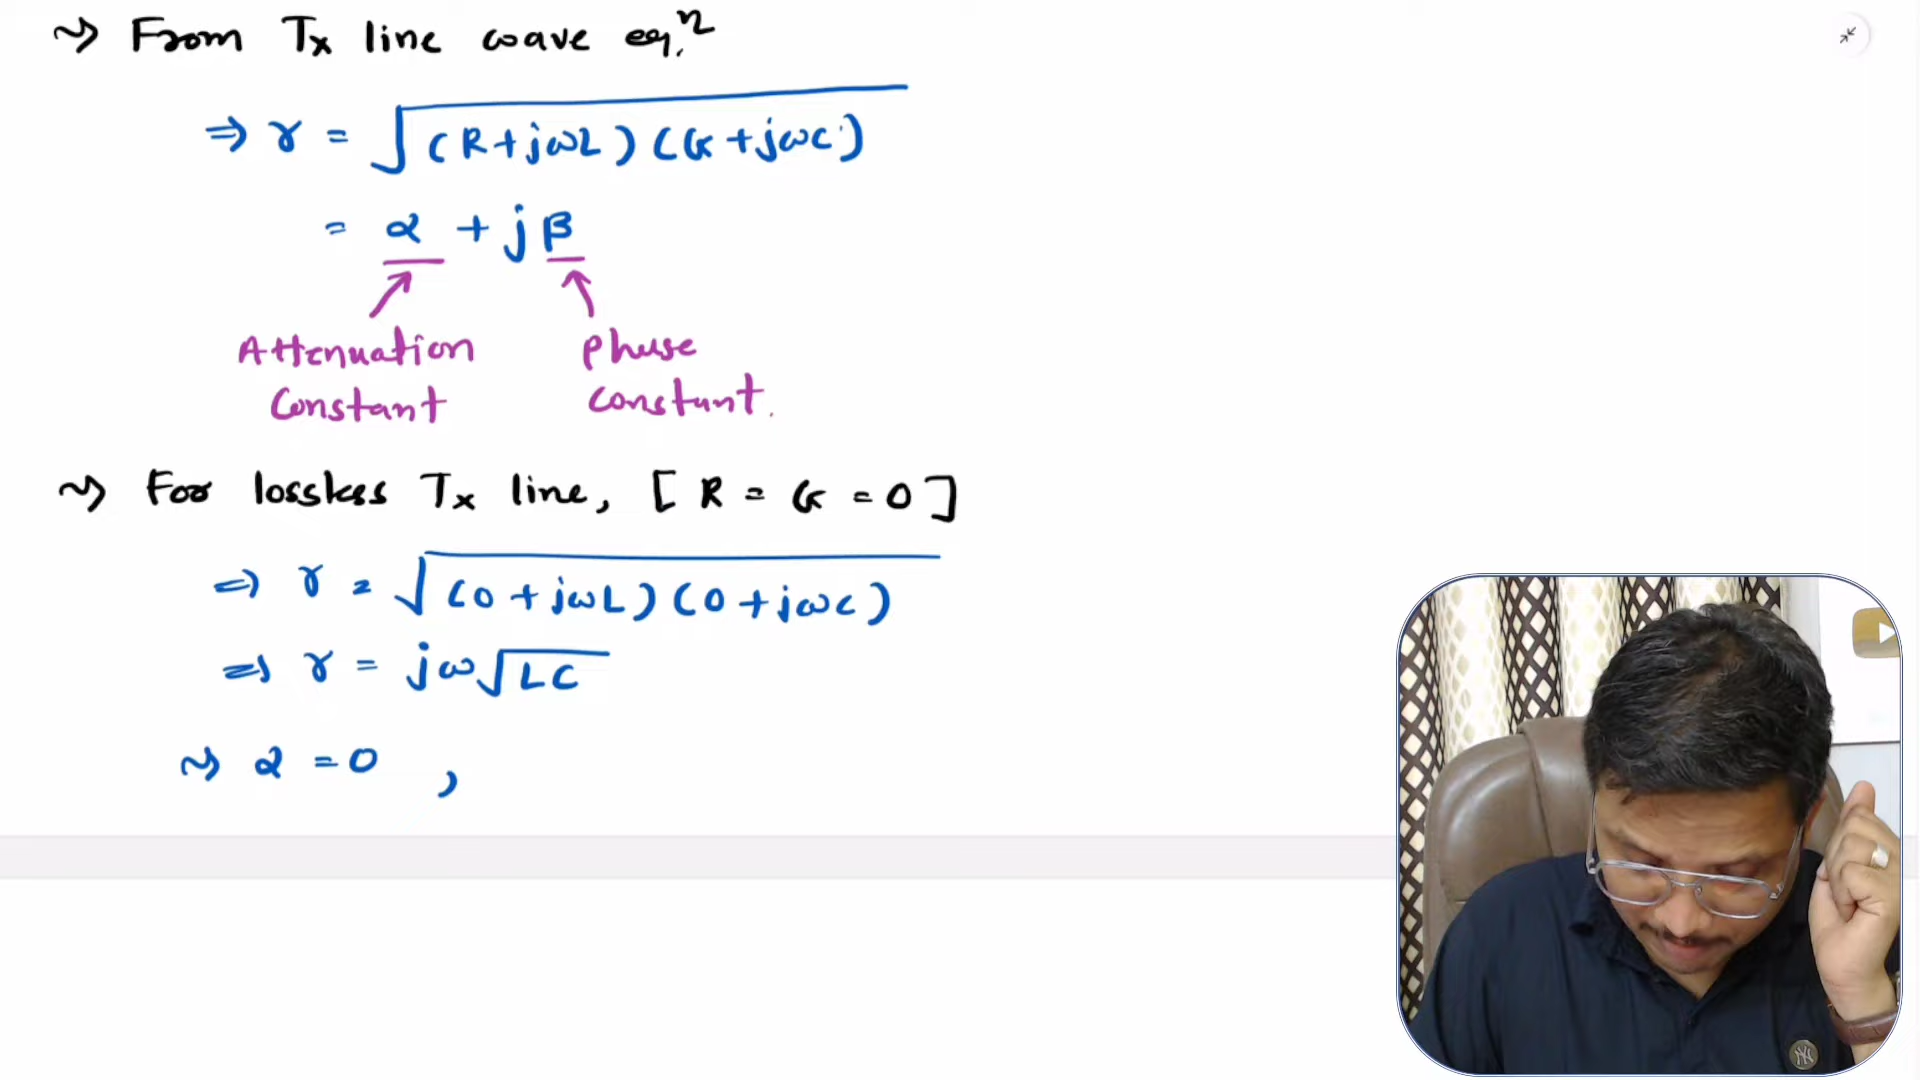 ~> From Tx line wave eqⁿ.
⇒ γ = √(R+jωL)(G+jωC)
= α + jβ
Attenuation Constant
Phase Constant.
~> For lossless Tx line, [R = G = 0]
⇒ γ = √(0+jωL)(0+jωC)
⇒ γ = jω√LC
~> α = 0 ,